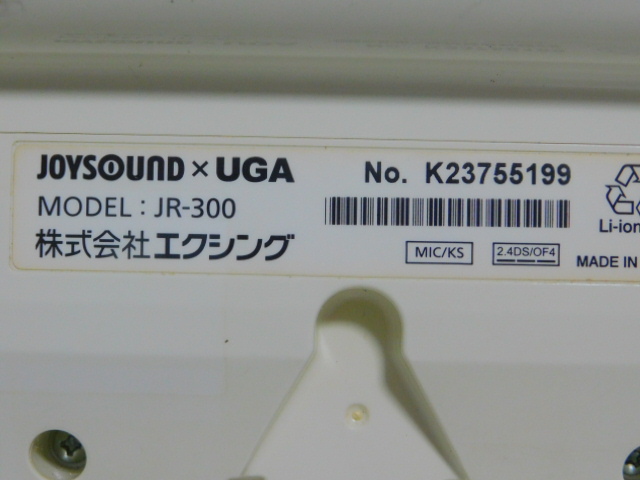 JOYSOUND × UGA
No. K23755199
MODEL : JR-300
株式会社エクシング
MIC/KS
2.4DS/OF4
Li-ion
MADE IN